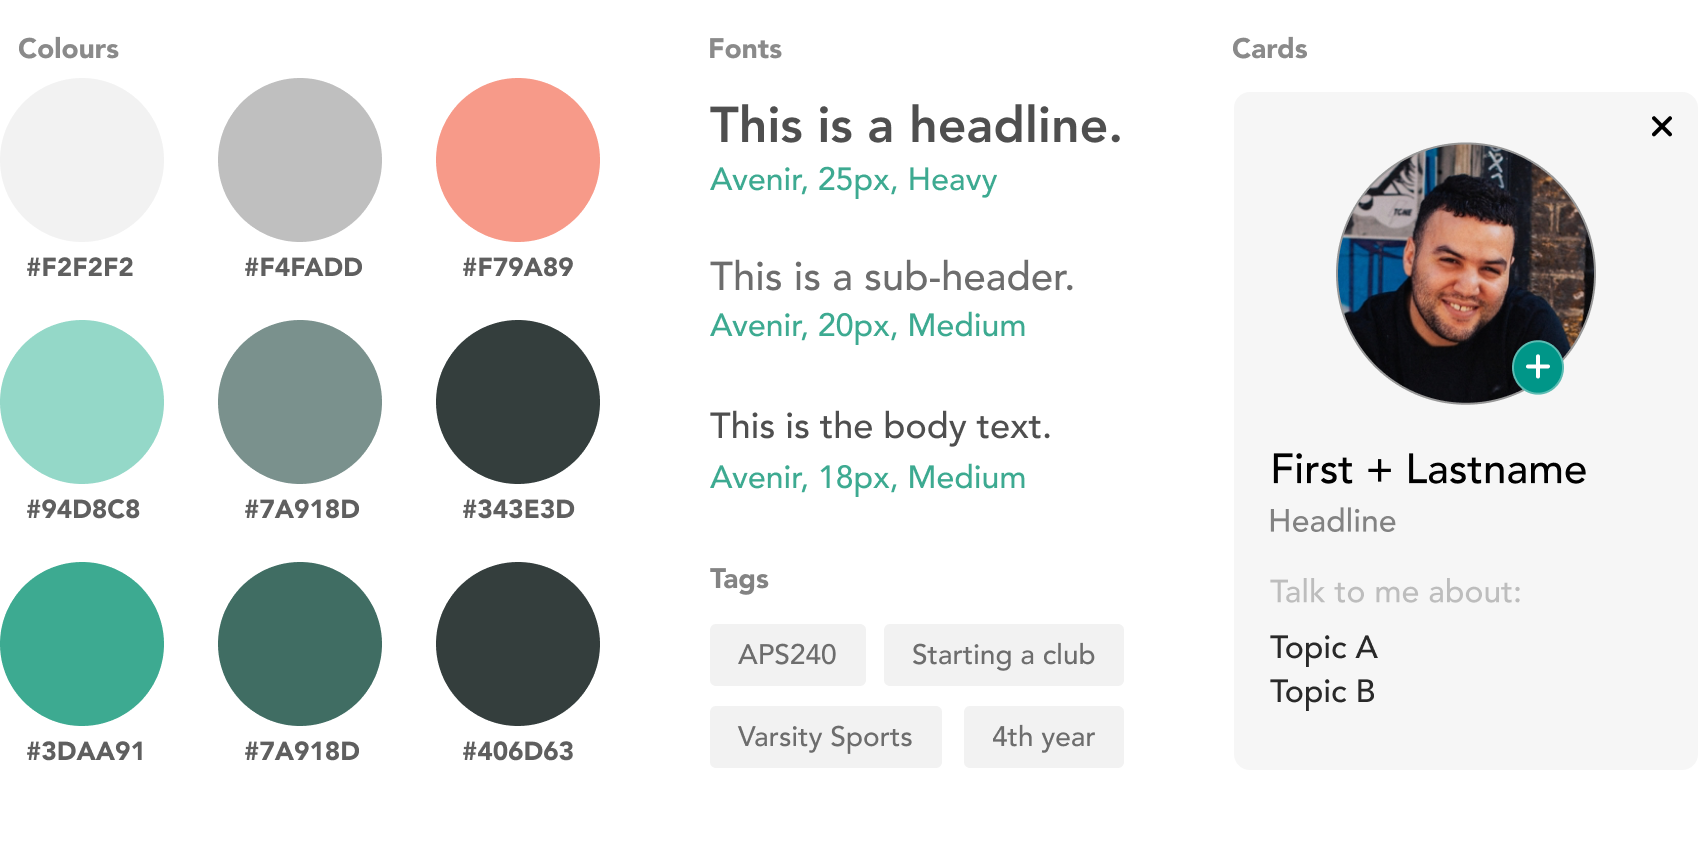 Colours
#F2F2F2
#F4FADD
#F79A89
#94D8C8
#7A918D
#343E3D
#3DAA91
#7A918D
#406D63
Fonts
This is a headline.
Avenir, 25px, Heavy
This is a sub-header.
Avenir, 20px, Medium
This is the body text.
Avenir, 18px, Medium
Tags
APS240
Starting a club
Varsity Sports
4th year
Cards
First + Lastname
Headline
Talk to me about:
Topic A
Topic B